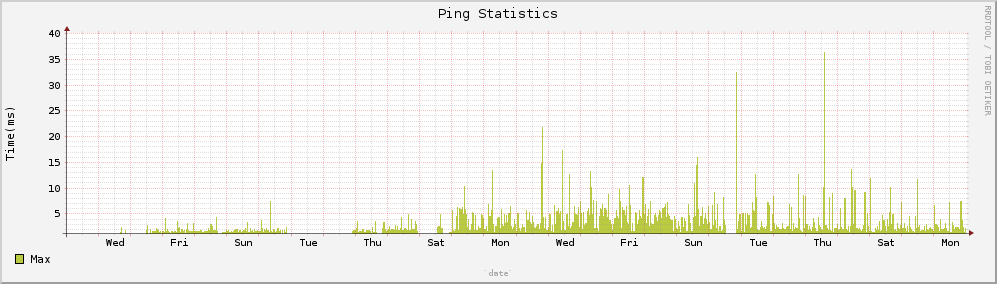 Ping Statistics
RRDTOOL / TOBI OETIKER
Time(ms)
40
35
30
25
20
15
10
5
Wed Fri Sun Tue Thu Sat Mon Wed Fri Sun Tue Thu Sat Mon
Max
`date`